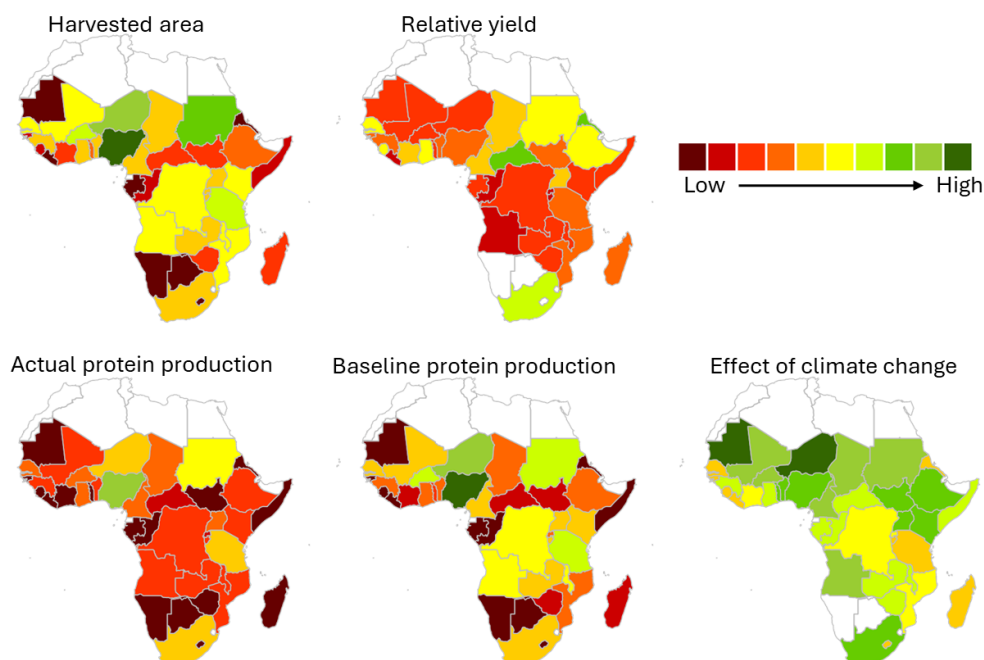 Harvested area
Relative yield
Low
High
Actual protein production
Baseline protein production
Effect of climate change